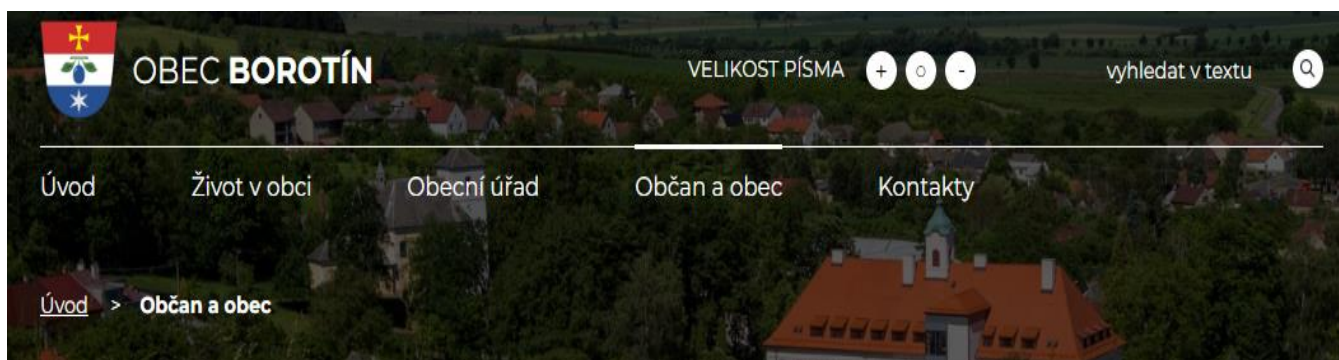 OBEC BOROTÍN
VELIKOST PÍSMA + ○ -
vyhledat v textu
Úvod Život v obci Obecní úřad Občan a obec Kontakty
Úvod > Občan a obec